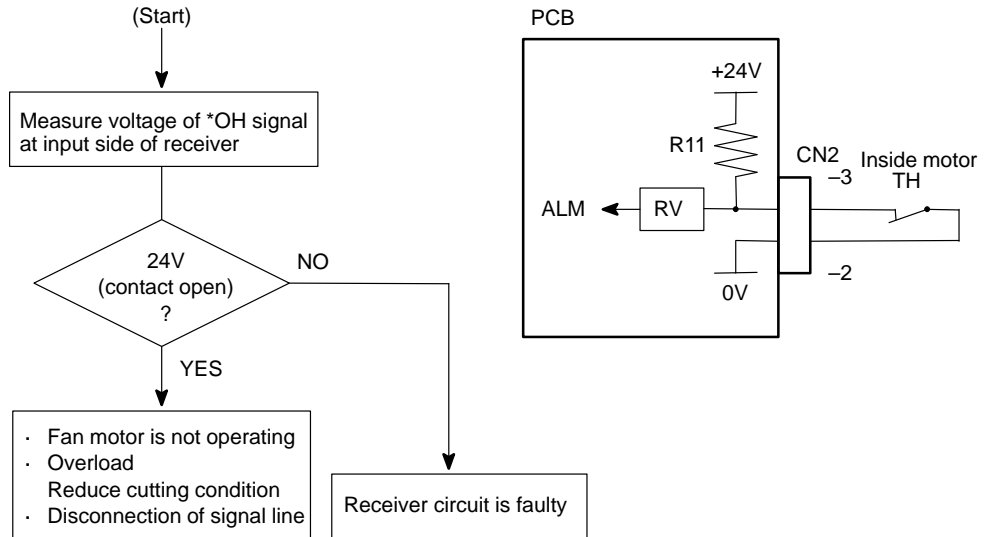 (Start)
Measure voltage of *OH signal
at input side of receiver
24V
(contact open)
?
NO
YES
· Fan motor is not operating
· Overload
Reduce cutting condition
· Disconnection of signal line
Receiver circuit is faulty
PCB
+24V
R11
CN2
–3
Inside motor
TH
ALM
RV
0V
–2